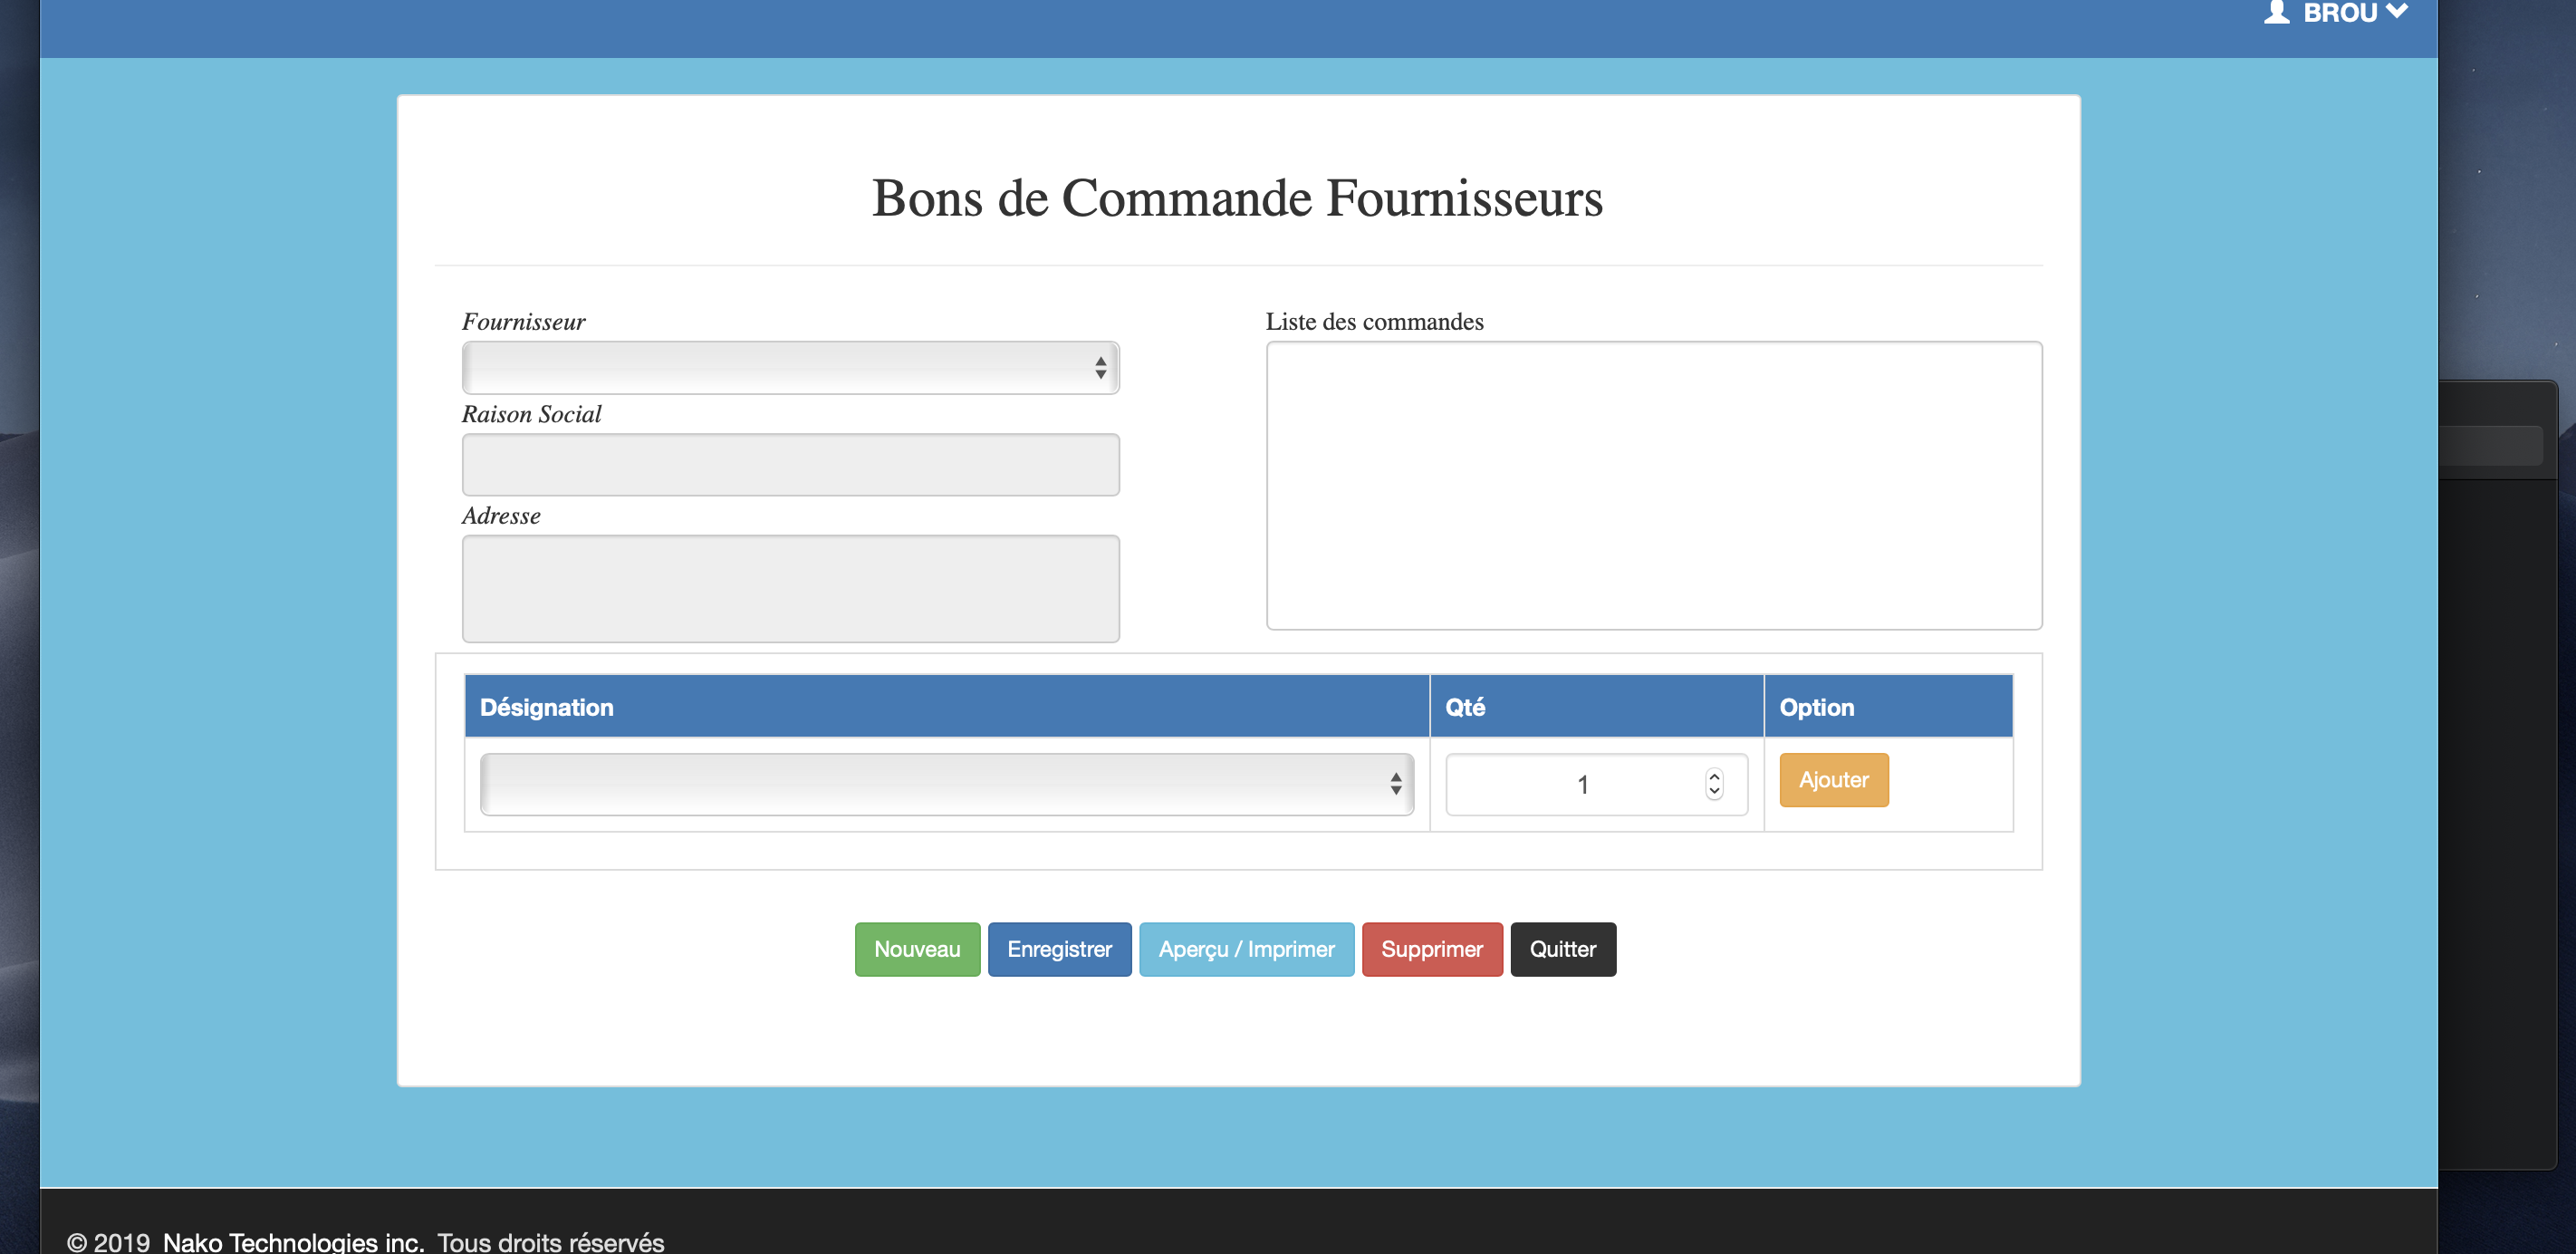 BROU
Bons de Commande Fournisseurs
Fournisseur
Raison Social
Adresse
Liste des commandes
Désignation Qté Option
1 Ajouter
Nouveau Enregistrer Aperçu / Imprimer Supprimer Quitter
© 2019 Nako Technologies inc. Tous droits réservés